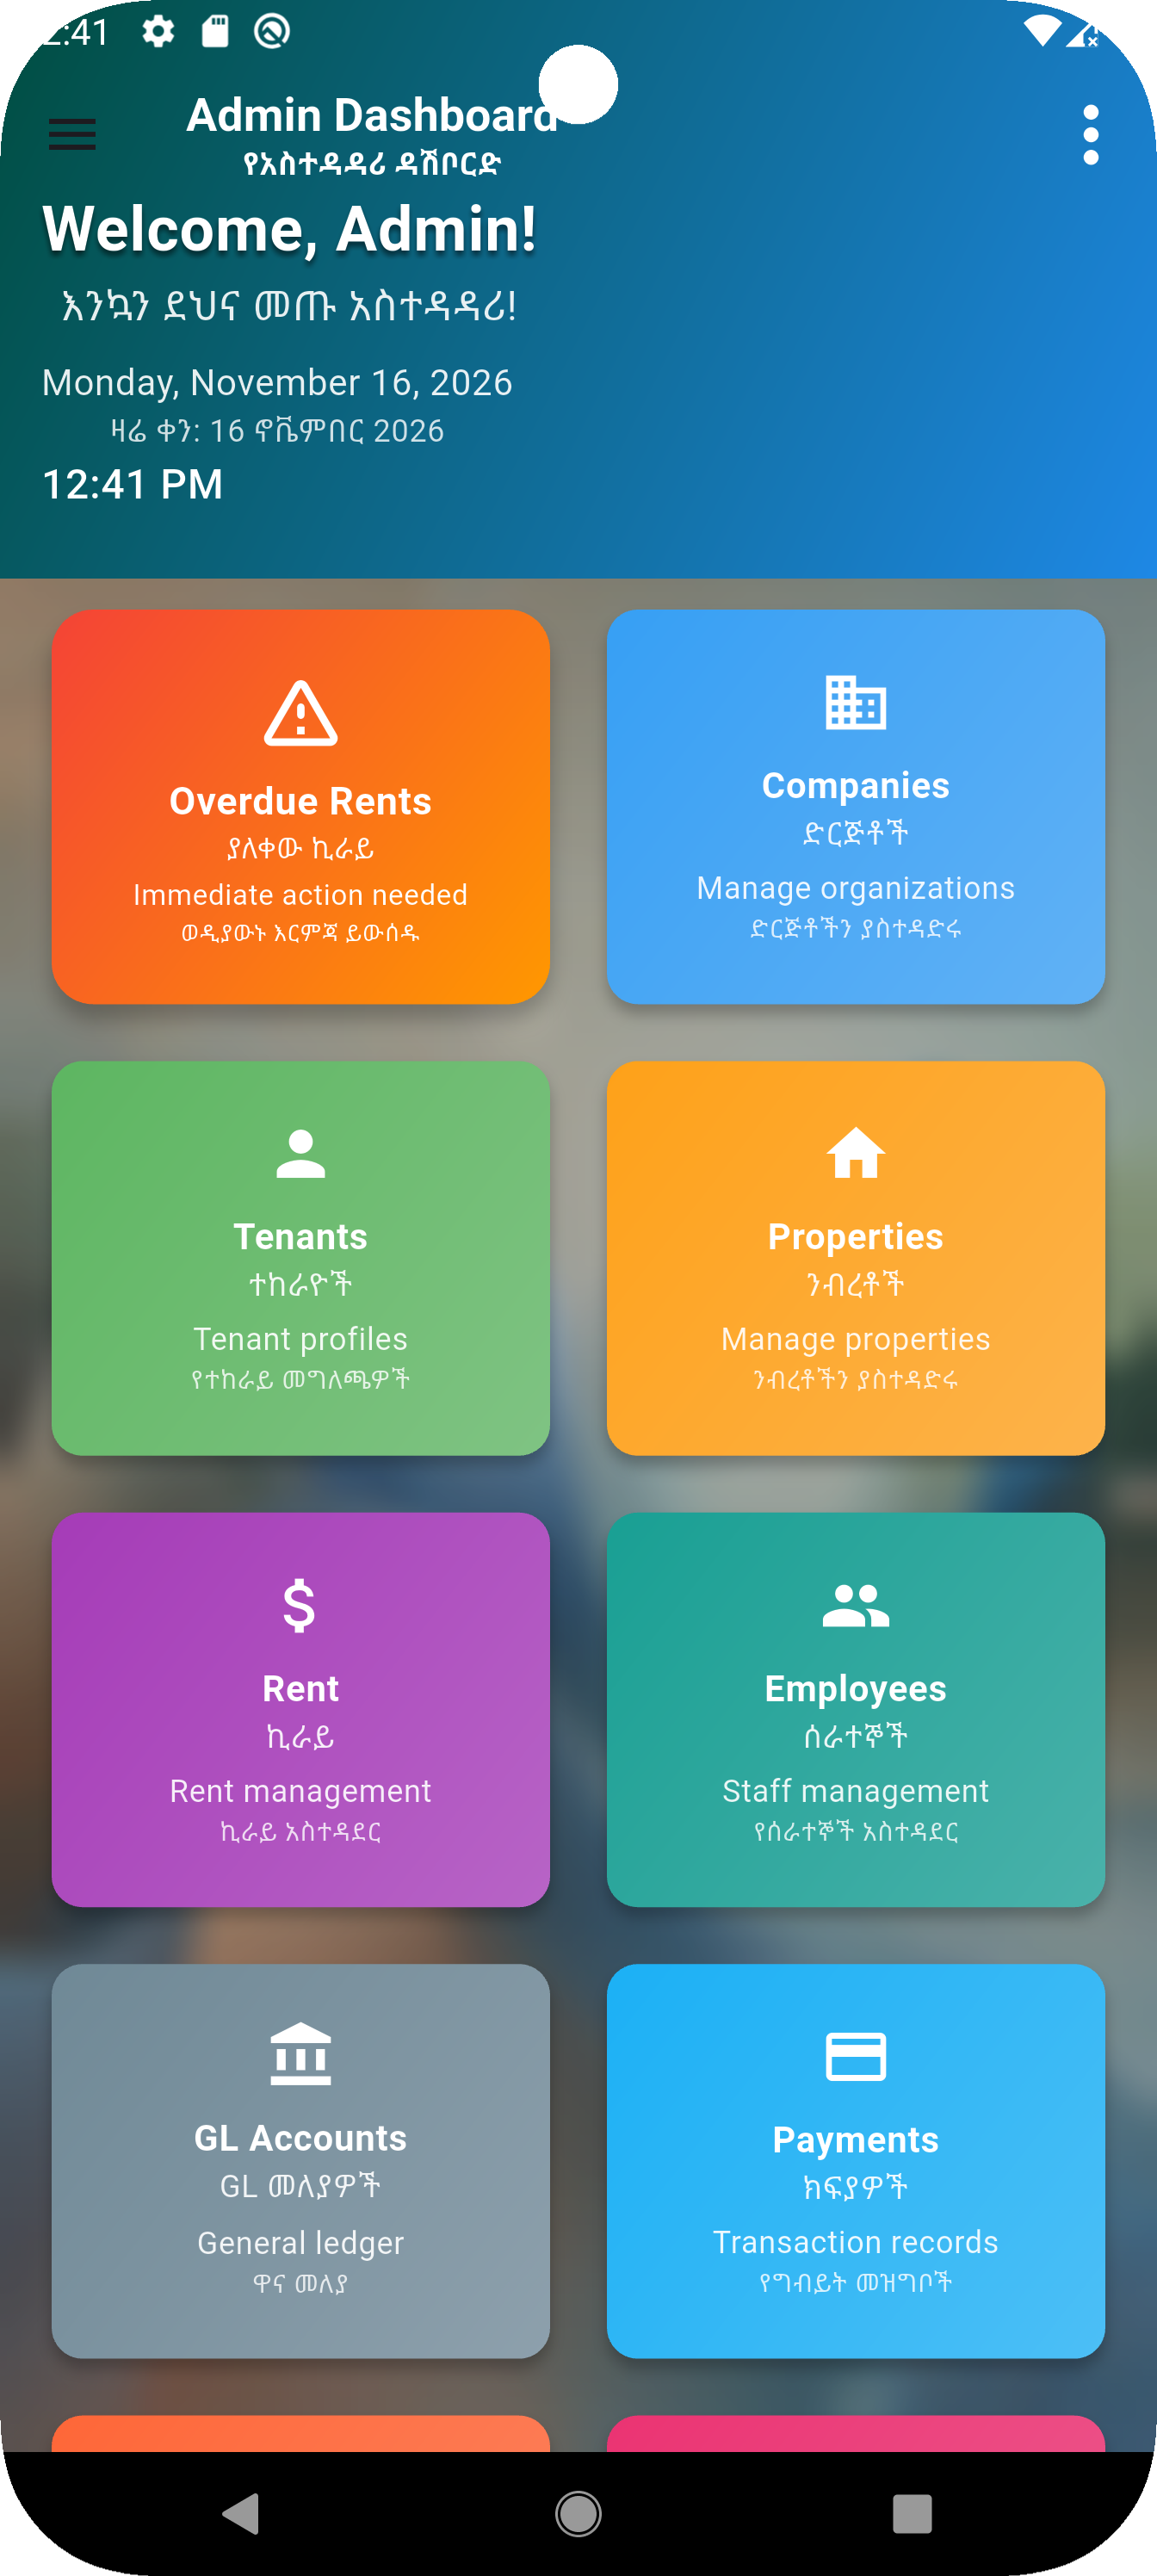 2:41
Admin Dashboard
የአስተዳዳሪ ዳሽቦርድ
Welcome, Admin!
እንኳን ደህና መጡ አስተዳዳሪ!
Monday, November 16, 2026
ዛሬ ቀን: 16 ኖቬምበር 2026
12:41 PM
Overdue Rents
ያለቀው ኪራይ
Immediate action needed
ወዲያውኑ እርምጃ ይውሰዱ
Companies
ድርጅቶች
Manage organizations
ድርጅቶችን ያስተዳድሩ
Tenants
ተከራዮች
Tenant profiles
የተከራይ መግለጫዎች
Properties
ንብረቶች
Manage properties
ንብረቶችን ያስተዳድሩ
Rent
ኪራይ
Rent management
ኪራይ አስተዳደር
Employees
ሰራተኞች
Staff management
የሰራተኞች አስተዳደር
GL Accounts
GL መለያዎች
General ledger
ዋና መለያ
Payments
ክፍያዎች
Transaction records
የግብይት መዝግቦች